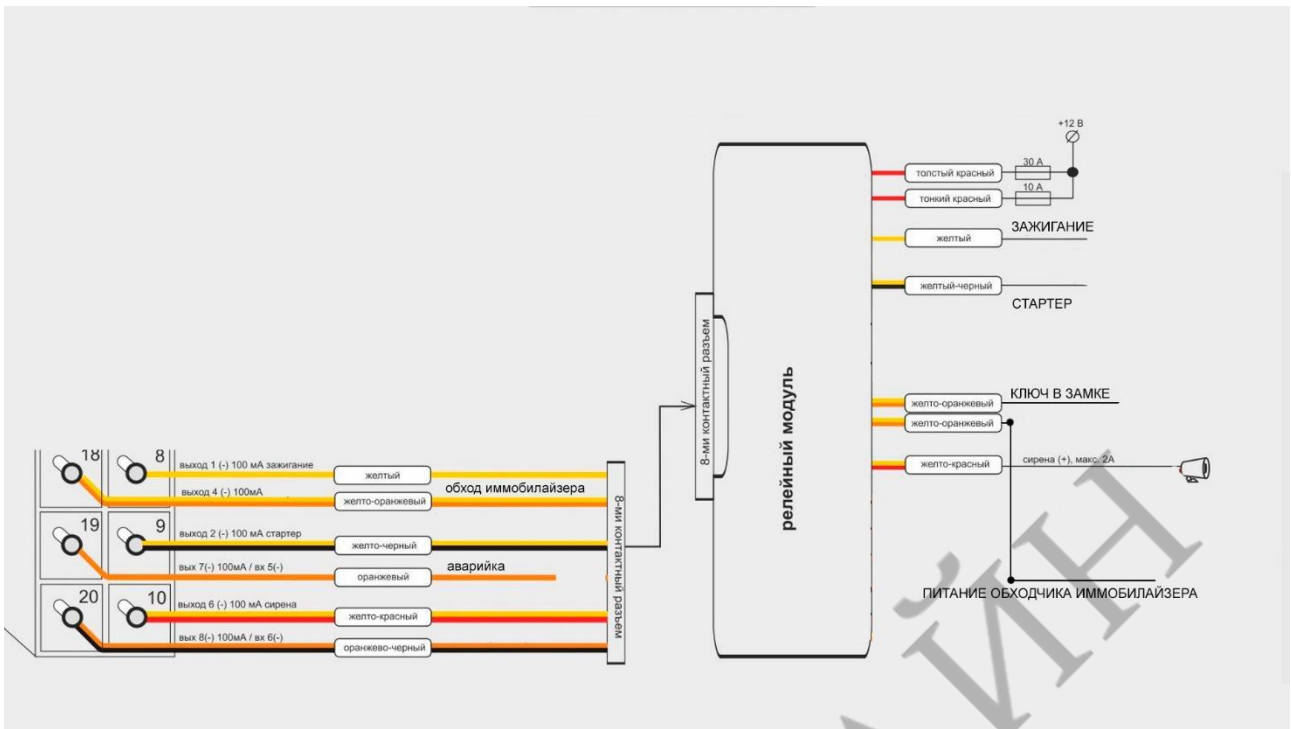 18
8
выход 1 (-) 100 мА зажигание
желтый
выход 4 (-) 100мА
желто-оранжевый
обход иммобилайзера
19
9
выход 2 (-) 100 мА стартер
желто-черный
вых 7(-) 100мА / вх 5(-)
оранжевый
аварийка
20
10
выход 6 (-) 100 мА сирена
желто-красный
вых 8(-) 100мА / вх 6(-)
оранжево-черный
8-ми контактный разъем
8-ми контактный разъем
релейный модуль
+12 В
толстый красный
30 А
тонкий красный
10 А
желтый
ЗАЖИГАНИЕ
желтый-черный
СТАРТЕР
желто-оранжевый
КЛЮЧ В ЗАМКЕ
желто-оранжевый
желто-красный
сирена (+), макс. 2А
ПИТАНИЕ ОБХОДЧИКА ИММОБИЛАЙЗЕРА
АЙН